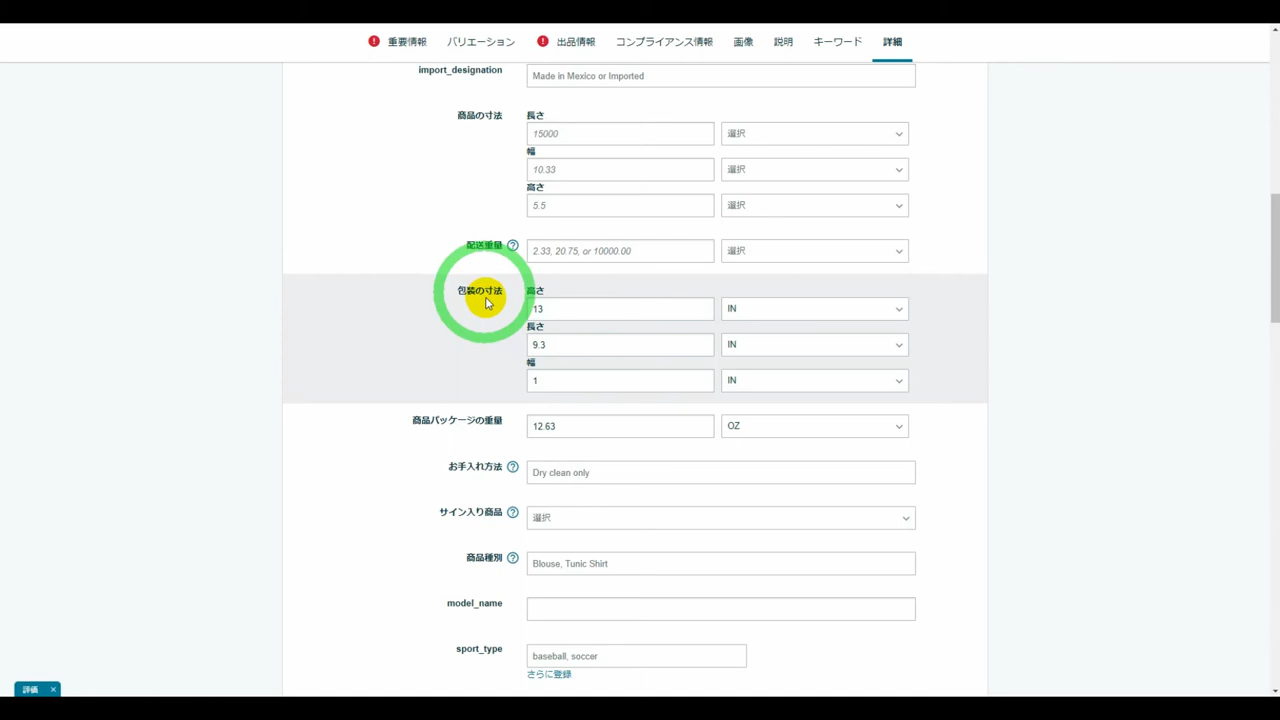 重要情報 バリエーション 出品情報 コンプライアンス情報 画像 説明 キーワード 詳細
import_designation Made in Mexico or Imported
商品の寸法 長さ
15000 選択
幅
10.33 選択
高さ
5.5 選択
配送重量 2.33, 20.75, or 10000.00 選択
包装の寸法 高さ
13 IN
長さ
9.3 IN
幅
1 IN
商品パッケージの重量 12.63 OZ
お手入れ方法 Dry clean only
サイン入り商品 選択
商品種別 Blouse, Tunic Shirt
model_name
sport_type baseball, soccer
さらに登録
評価 ×